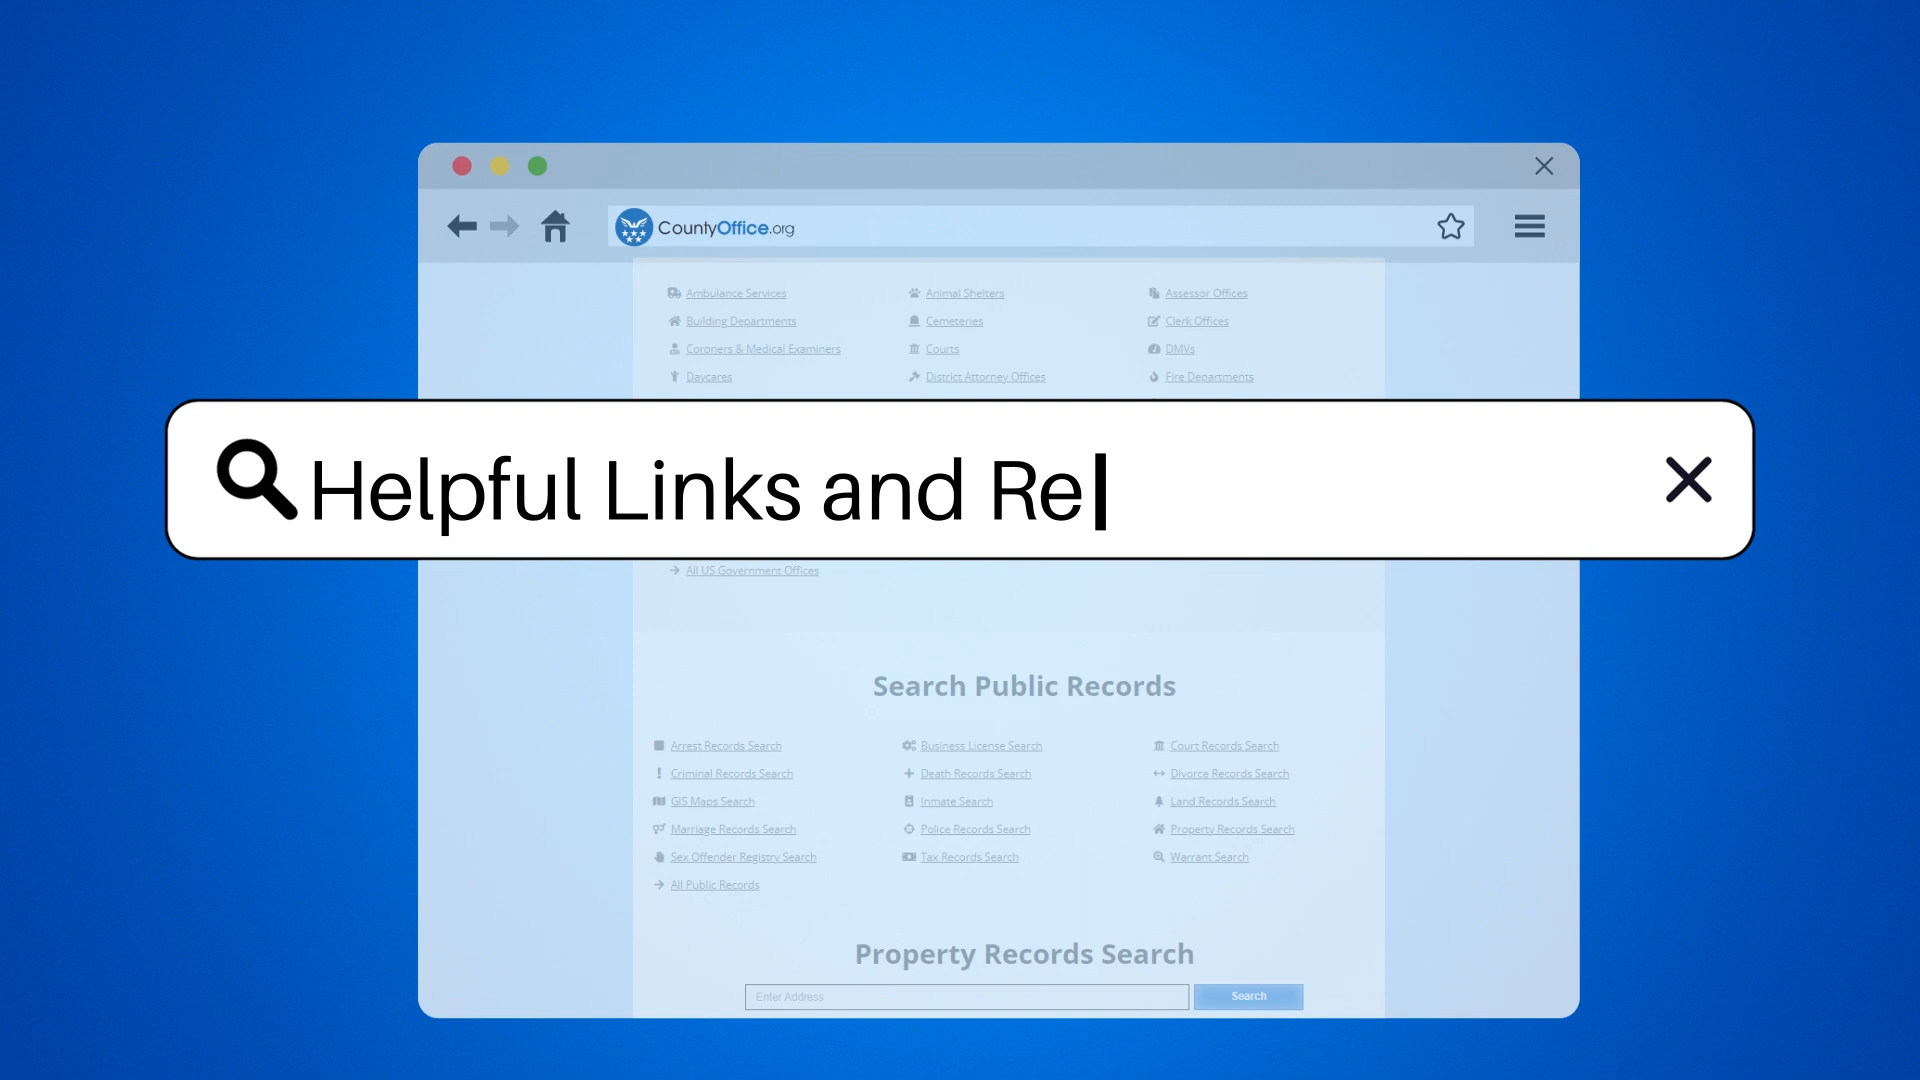 CountyOffice.org
Ambulance Services Animal Shelters Assessor Offices
Building Departments Cemeteries Clerk Offices
Coroners & Medical Examiners Courts DMVs
Daycares District Attorney Offices Fire Departments
Helpful Links and Re
All US Government Offices
Search Public Records
Arrest Records Search Business License Search Court Records Search
Criminal Records Search Death Records Search Divorce Records Search
GIS Maps Search Inmate Search Land Records Search
Marriage Records Search Police Records Search Property Records Search
Sex Offender Registry Search Tax Records Search Warrant Search
All Public Records
Property Records Search
Enter Address Search